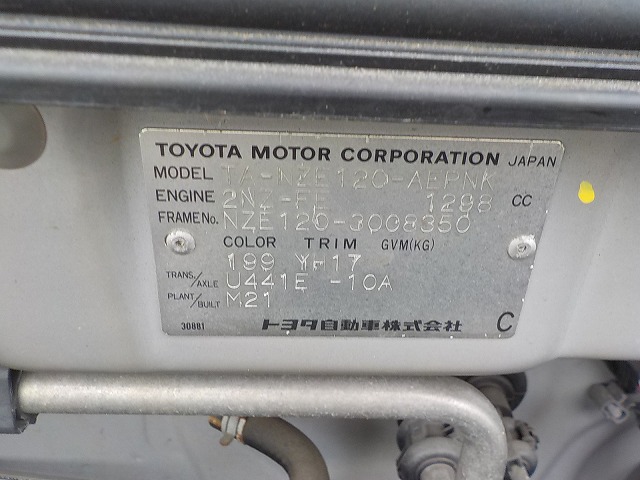 TOYOTA MOTOR CORPORATION JAPAN
MODEL TA-NZE120-AEPNK
ENGINE 2NZ-FE 1298 CC
FRAME No. NZE120-3008350
COLOR TRIM GVM(KG)
199 YF17
TRANS./AXLE U441E -10A
PLANT/BUILT M21
30881 トヨタ自動車株式会社 C